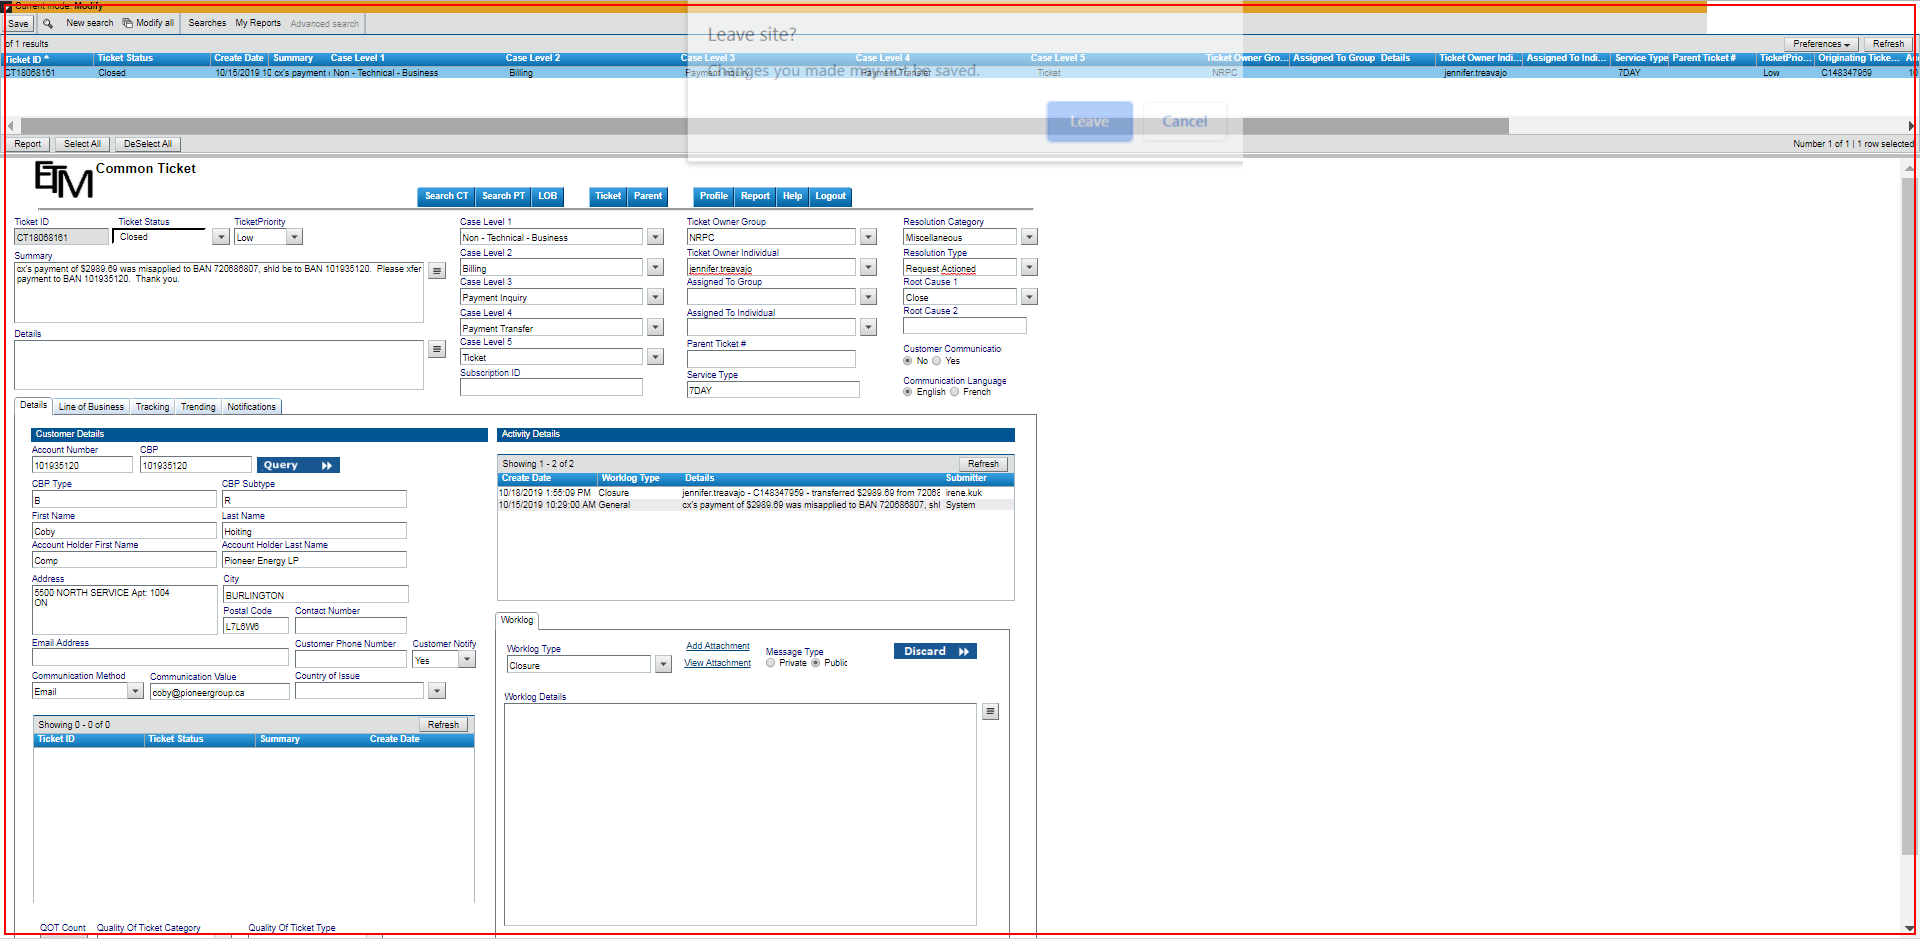 Current mode: Modify
Save New search Modify all Searches My Reports Advanced search
of 1 results Preferences Refresh
Ticket ID Ticket Status Create Date Summary Case Level 1 Case Level 2 Case Level 3 Case Level 4 Case Level 5 Ticket Owner Gro... Assigned To Group Details Ticket Owner Indi... Assigned To Indi... Service Type Parent Ticket # TicketPrio... Originating Ticke... Ac
CT18068161 Closed 10/15/2019 10 cx's payment Non - Technical - Business Billing Payment Inquiry Payment Transfer Ticket NRPC jennifer.treavajo 7DAY Low C148347959 10
Leave site?
Changes you made may not be saved.
Leave Cancel
Report Select All DeSelect All Number 1 of 1 | 1 row selected
ETM Common Ticket
Search CT Search PT LOB Ticket Parent Profile Report Help Logout
Ticket ID Ticket Status TicketPriority
CT18068161 Closed Low
Summary
cx's payment of $2989.69 was misapplied to BAN 720686807, shld be to BAN 101935120. Please xfer
payment to BAN 101935120. Thank you.
Details
Case Level 1
Non - Technical - Business
Case Level 2
Billing
Case Level 3
Payment Inquiry
Case Level 4
Payment Transfer
Case Level 5
Ticket
Subscription ID
Ticket Owner Group
NRPC
Ticket Owner Individual
jennifer.treavajo
Assigned To Group
Assigned To Individual
Parent Ticket #
Service Type
7DAY
Resolution Category
Miscellaneous
Resolution Type
Request Actioned
Root Cause 1
Close
Root Cause 2
Customer Communicatio
No Yes
Communication Language
English French
Details Line of Business Tracking Trending Notifications
Customer Details
Account Number CBP
101935120 101935120 Query
CBP Type CBP Subtype
B R
First Name Last Name
Coby Hoiting
Account Holder First Name Account Holder Last Name
Comp Pioneer Energy LP
Address City
5500 NORTH SERVICE Apt: 1004
ON
BURLINGTON
Postal Code Contact Number
L7L6W6
Email Address Customer Phone Number Customer Notify
Yes
Communication Method Communication Value Country of Issue
Email coby@pioneergroup.ca
Showing 0 - 0 of 0 Refresh
Ticket ID Ticket Status Summary Create Date
QOT Count Quality Of Ticket Category Quality Of Ticket Type
Activity Details
Showing 1 - 2 of 2 Refresh
Create Date Worklog Type Details Submitter
10/18/2019 1:55:09 PM Closure jennifer.treavajo - C148347959 - transferred $2989.69 from 72068 irene.kuk
10/15/2019 10:29:00 AM General cx's payment of $2989.69 was misapplied to BAN 720686807, shl System
Worklog
Worklog Type Add Attachment Message Type Discard
Closure View Attachment Private Public
Worklog Details